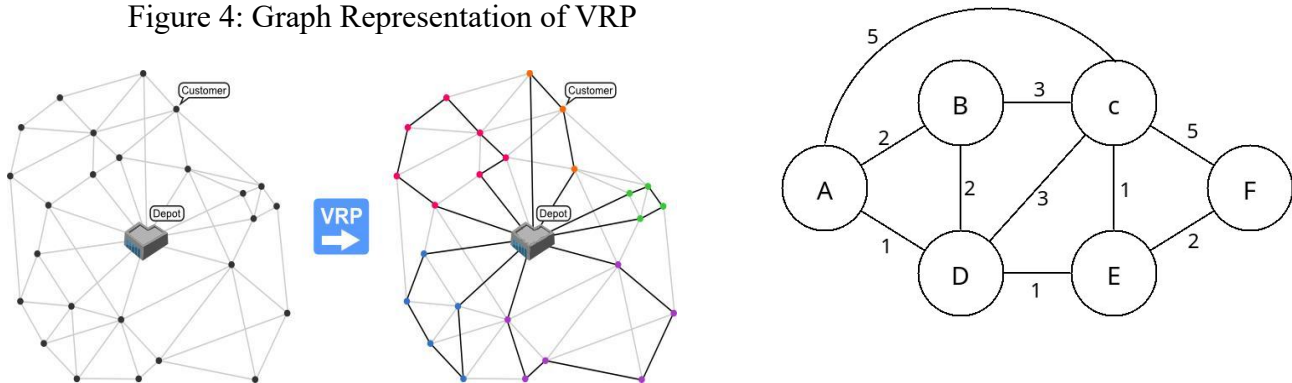 Figure 4: Graph Representation of VRP
Customer
Depot
VRP
Customer
Depot
5
B
3
c
2
5
A
2
3
1
F
1
2
D
1
E